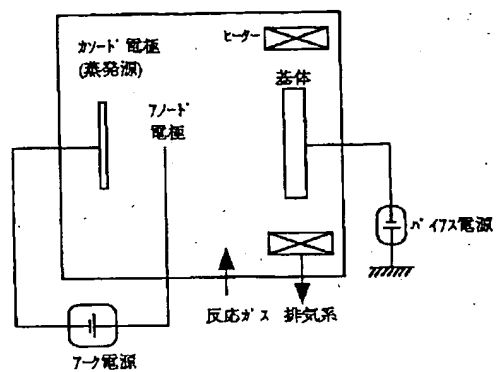 ヒーター
カソード電極
(蒸発源)
基体
アノード
電極
バイアス電源
反応ガス 排気系
アーク電源